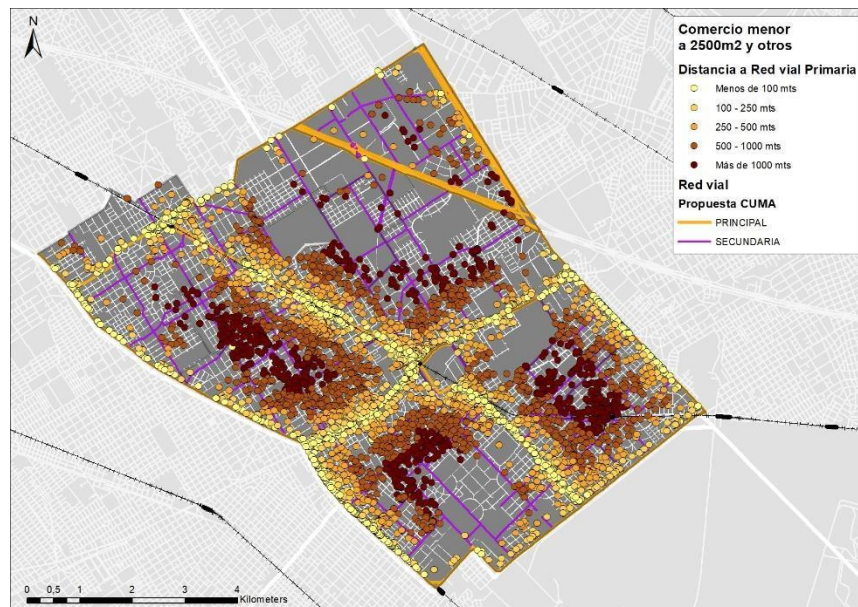 N
Comercio menor
a 2500m2 y otros
Distancia a Red vial Primaria
Menos de 100 mts
100 - 250 mts
250 - 500 mts
500 - 1000 mts
Más de 1000 mts
Red vial
Propuesta CUMA
PRINCIPAL
SECUNDARIA
0 0,5 1 2 3 4
Kilometers